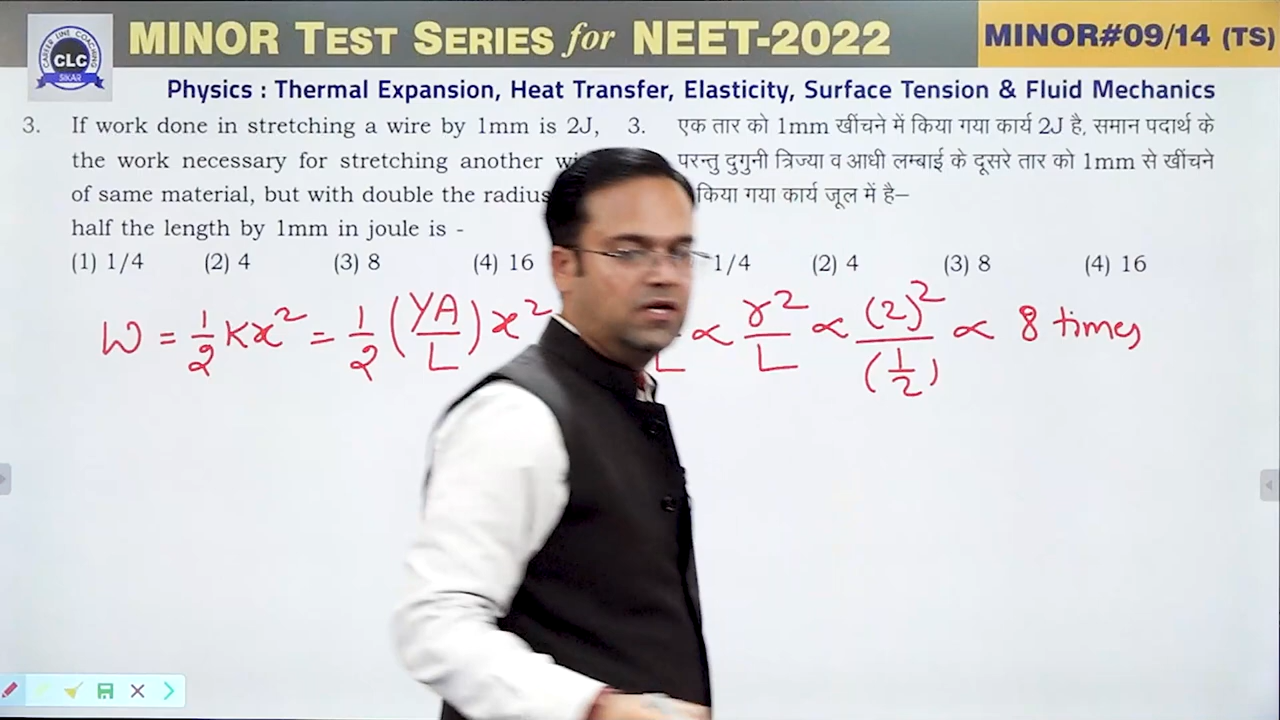 CAREER LINE COACHING
CLC
SIKAR
MINOR TEST SERIES for NEET-2022
MINOR#09/14 (TS)
Physics : Thermal Expansion, Heat Transfer, Elasticity, Surface Tension & Fluid Mechanics
3. If work done in stretching a wire by 1mm is 2J,
the work necessary for stretching another
of same material, but with double the radius
half the length by 1mm in joule is -
(1) 1/4 (2) 4 (3) 8 (4) 16
3. एक तार को 1mm खींचने में किया गया कार्य 2J है, समान पदार्थ के
परन्तु दुगुनी त्रिज्या व आधी लम्बाई के दूसरे तार को 1mm से खींचने
किया गया कार्य जूल में है–
1/4 (2) 4 (3) 8 (4) 16
W = 1/2 Kx² = 1/2 (YA/L) x² ∝ r²/L ∝ (2)²/(1/2) ∝ 8 times